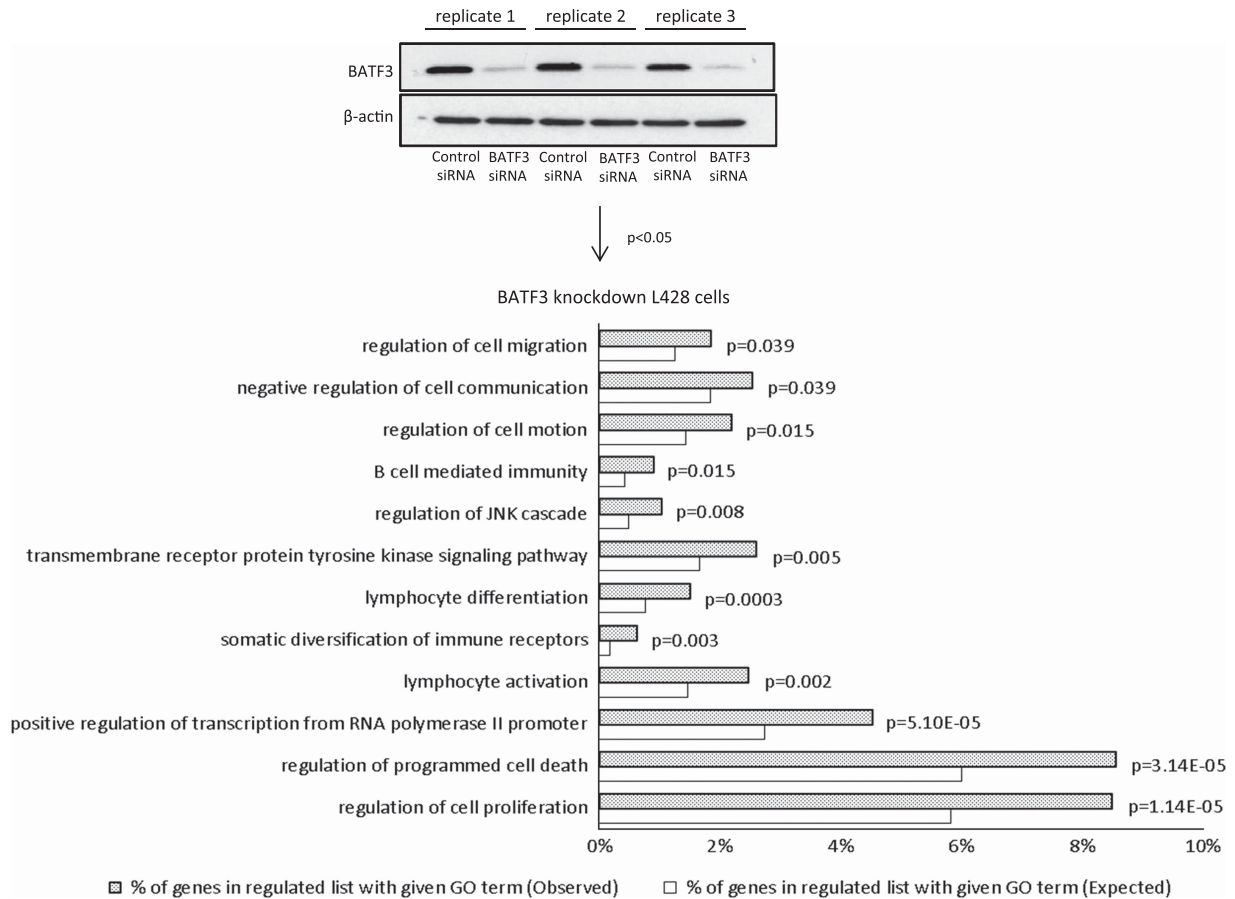 replicate 1 replicate 2 replicate 3
BATF3
β-actin
Control BATF3 Control BATF3 Control BATF3
siRNA siRNA siRNA siRNA siRNA siRNA
p<0.05
BATF3 knockdown L428 cells
regulation of cell migration p=0.039
negative regulation of cell communication p=0.039
regulation of cell motion p=0.015
B cell mediated immunity p=0.015
regulation of JNK cascade p=0.008
transmembrane receptor protein tyrosine kinase signaling pathway p=0.005
lymphocyte differentiation p=0.0003
somatic diversification of immune receptors p=0.003
lymphocyte activation p=0.002
positive regulation of transcription from RNA polymerase II promoter p=5.10E-05
regulation of programmed cell death p=3.14E-05
regulation of cell proliferation p=1.14E-05
0% 2% 4% 6% 8% 10%
% of genes in regulated list with given GO term (Observed) % of genes in regulated list with given GO term (Expected)